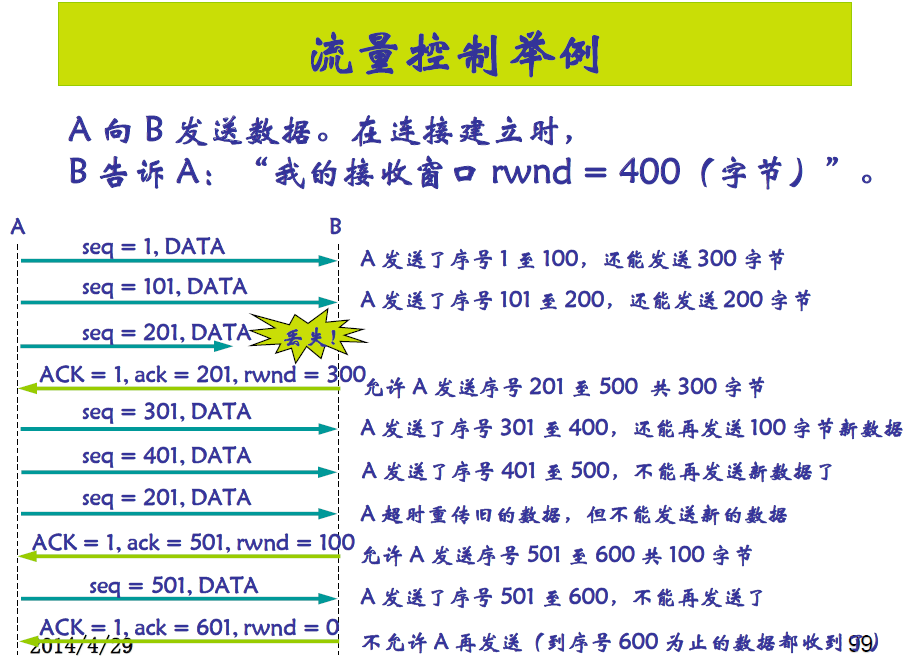 流量控制举例
A 向 B 发送数据。在连接建立时，
B 告诉 A：“我的接收窗口 rwnd = 400（字节）”。
A B
seq = 1, DATA A 发送了序号 1 至 100，还能发送 300 字节
seq = 101, DATA A 发送了序号 101 至 200，还能发送 200 字节
seq = 201, DATA 丢失！
ACK = 1, ack = 201, rwnd = 300 允许 A 发送序号 201 至 500 共 300 字节
seq = 301, DATA A 发送了序号 301 至 400，还能再发送 100 字节新数据
seq = 401, DATA A 发送了序号 401 至 500，不能再发送新数据了
seq = 201, DATA A 超时重传旧的数据，但不能发送新的数据
ACK = 1, ack = 501, rwnd = 100 允许 A 发送序号 501 至 600 共 100 字节
seq = 501, DATA A 发送了序号 501 至 600，不能再发送了
ACK = 1, ack = 601, rwnd = 0 不允许 A 再发送（到序号 600 为止的数据都收到了）
2014/4/29 99